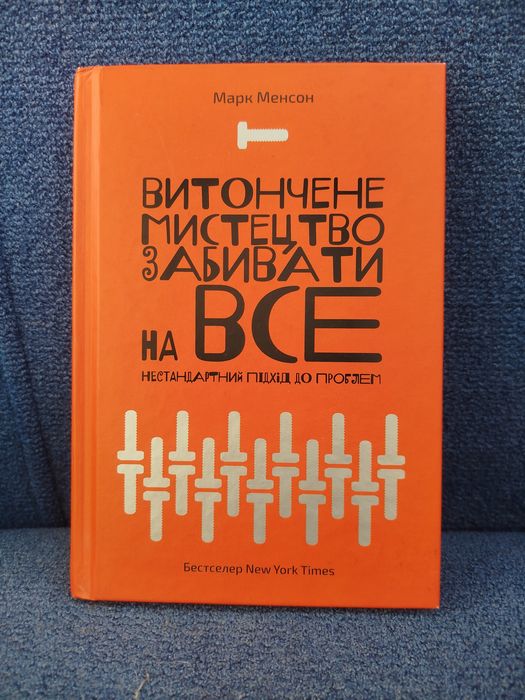 Марк Менсон
ВИТОНЧЕНЕ
МИСТЕЦТВО
ЗАБИВАТИ
НА ВСЕ
НЕСТАНДАРТНИЙ ПІДХІД ДО ПРОБЛЕМ
Бестселер New York Times